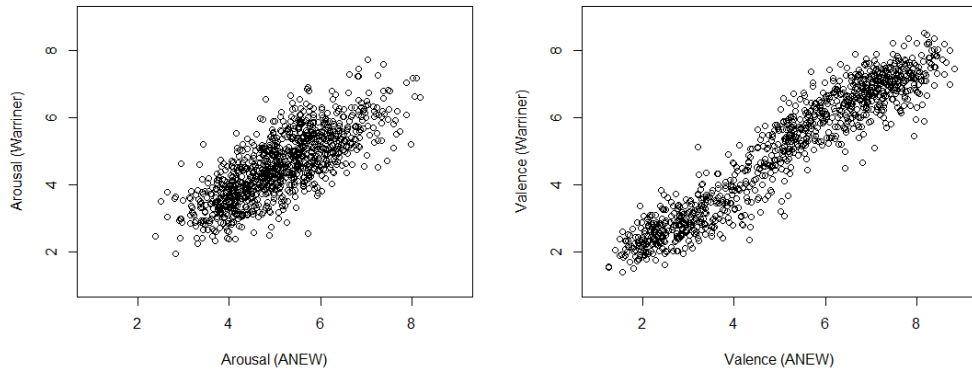 8
6
4
2
Arousal (Warriner)
2 4 6 8
Arousal (ANEW)
8
6
4
2
Valence (Warriner)
2 4 6 8
Valence (ANEW)